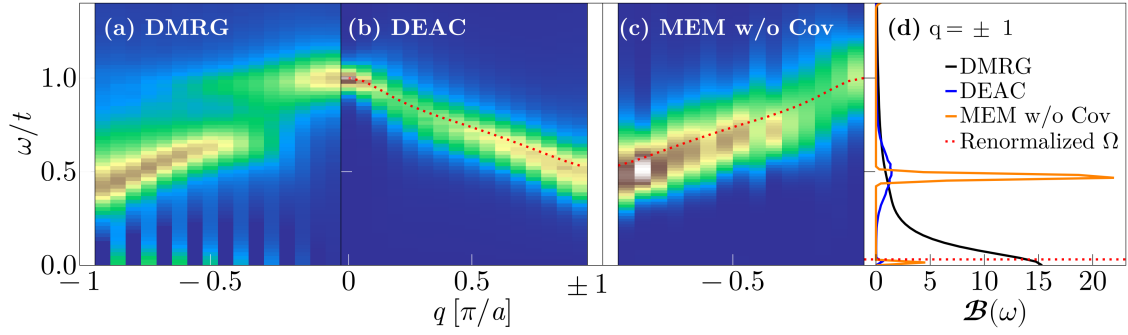 (a) DMRG
(b) DEAC
(c) MEM w/o Cov
(d) q = ± 1
DMRG
DEAC
MEM w/o Cov
Renormalized Ω
ω/t
1.0
0.5
0.0
−1
−0.5
0
0.5
± 1
−0.5
0
5
10
15
20
q [π/a]
𝓑(ω)